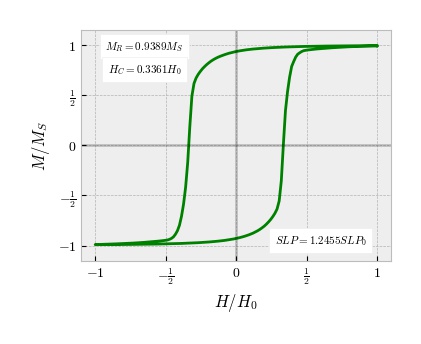 M_R = 0.9389M_S
H_C = 0.3361H_0
SLP = 1.2455SLP_0
1
1/2
0
−1/2
−1
M/M_S
−1
−1/2
0
1/2
1
H/H_0